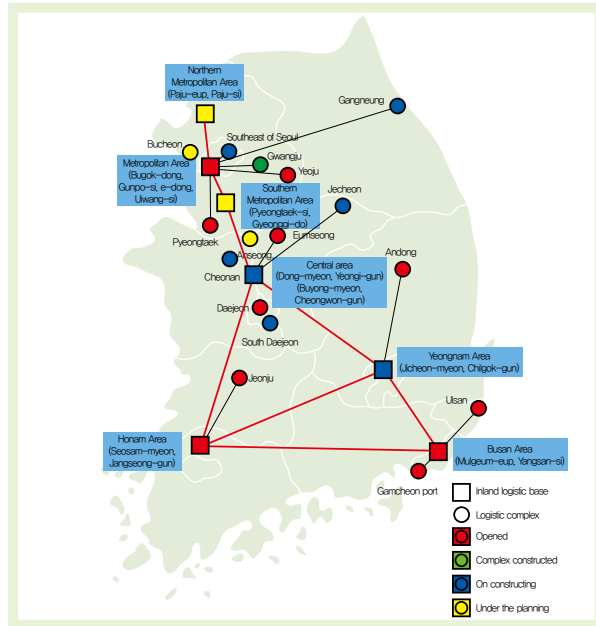 Northern
Metropolitan Area
(Paju-eup, Paju-si)
Gangneung
Bucheon
Southeast of Seoul
Gwangju
Metropolitan Area
(Bugok-dong,
Gunpo-si, e-dong,
Uiwang-si)
Yeoju
Southern
Metropolitan Area
(Pyeongtaek-si,
Gyeonggi-do)
Jecheon
Pyeongtaek
Eumseong
Anseong
Cheonan
Central area
(Dong-myeon, Yeongi-gun)
(Buyong-myeon,
Cheongwon-gun)
Andong
Daejeon
South Daejeon
Yeongnam Area
(Jicheon-myeon, Chilgok-gun)
Jeonju
Ulsan
Honam Area
(Seosam-myeon,
Jangseong-gun)
Busan Area
(Mulgeum-eup, Yangsan-si)
Gamcheon port
Inland logistic base
Logistic complex
Opened
Complex constructed
On constructing
Under the planning